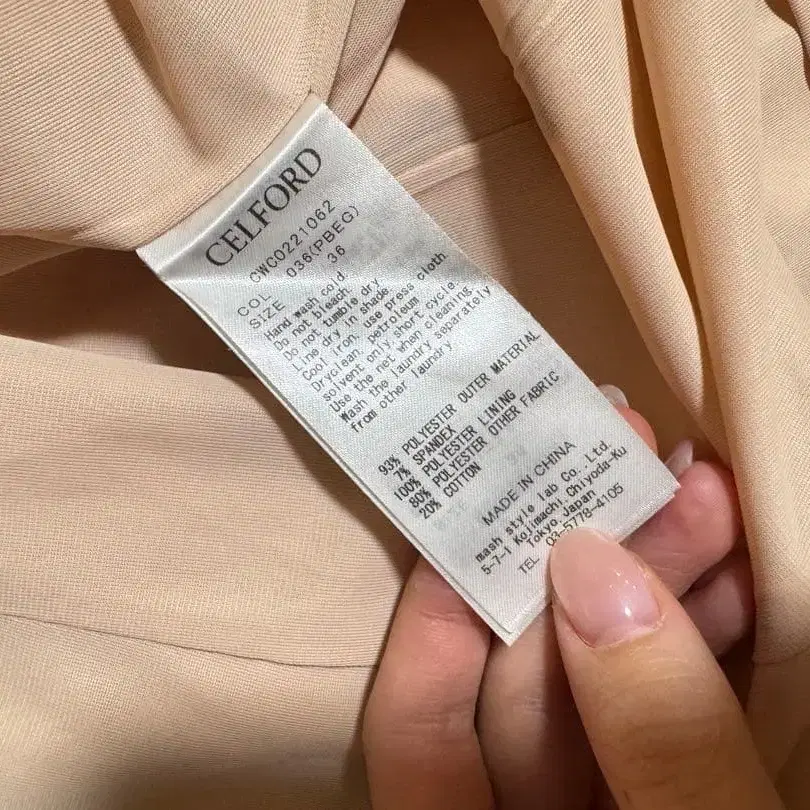 CELFORD
CWCO221062
COL 036(PBEG)
SIZE 36
Hand wash cold
Do not bleach
Do not tumble dry
Line dry in shade
Cool iron, use press cloth
Dryclean, petroleum
solvent only, short cycle.
Use the net when cleaning
Wash the laundry separately
from other laundry
93% POLYESTER OUTER MATERIAL
7% SPANDEX
100% POLYESTER LINING
80% POLYESTER OTHER FABRIC
20% COTTON
MADE IN CHINA
mash style lab Co.,Ltd.
5-7-1 Kojimachi,Chiyoda-Ku
Tokyo Japan
TEL 03-5778-4105